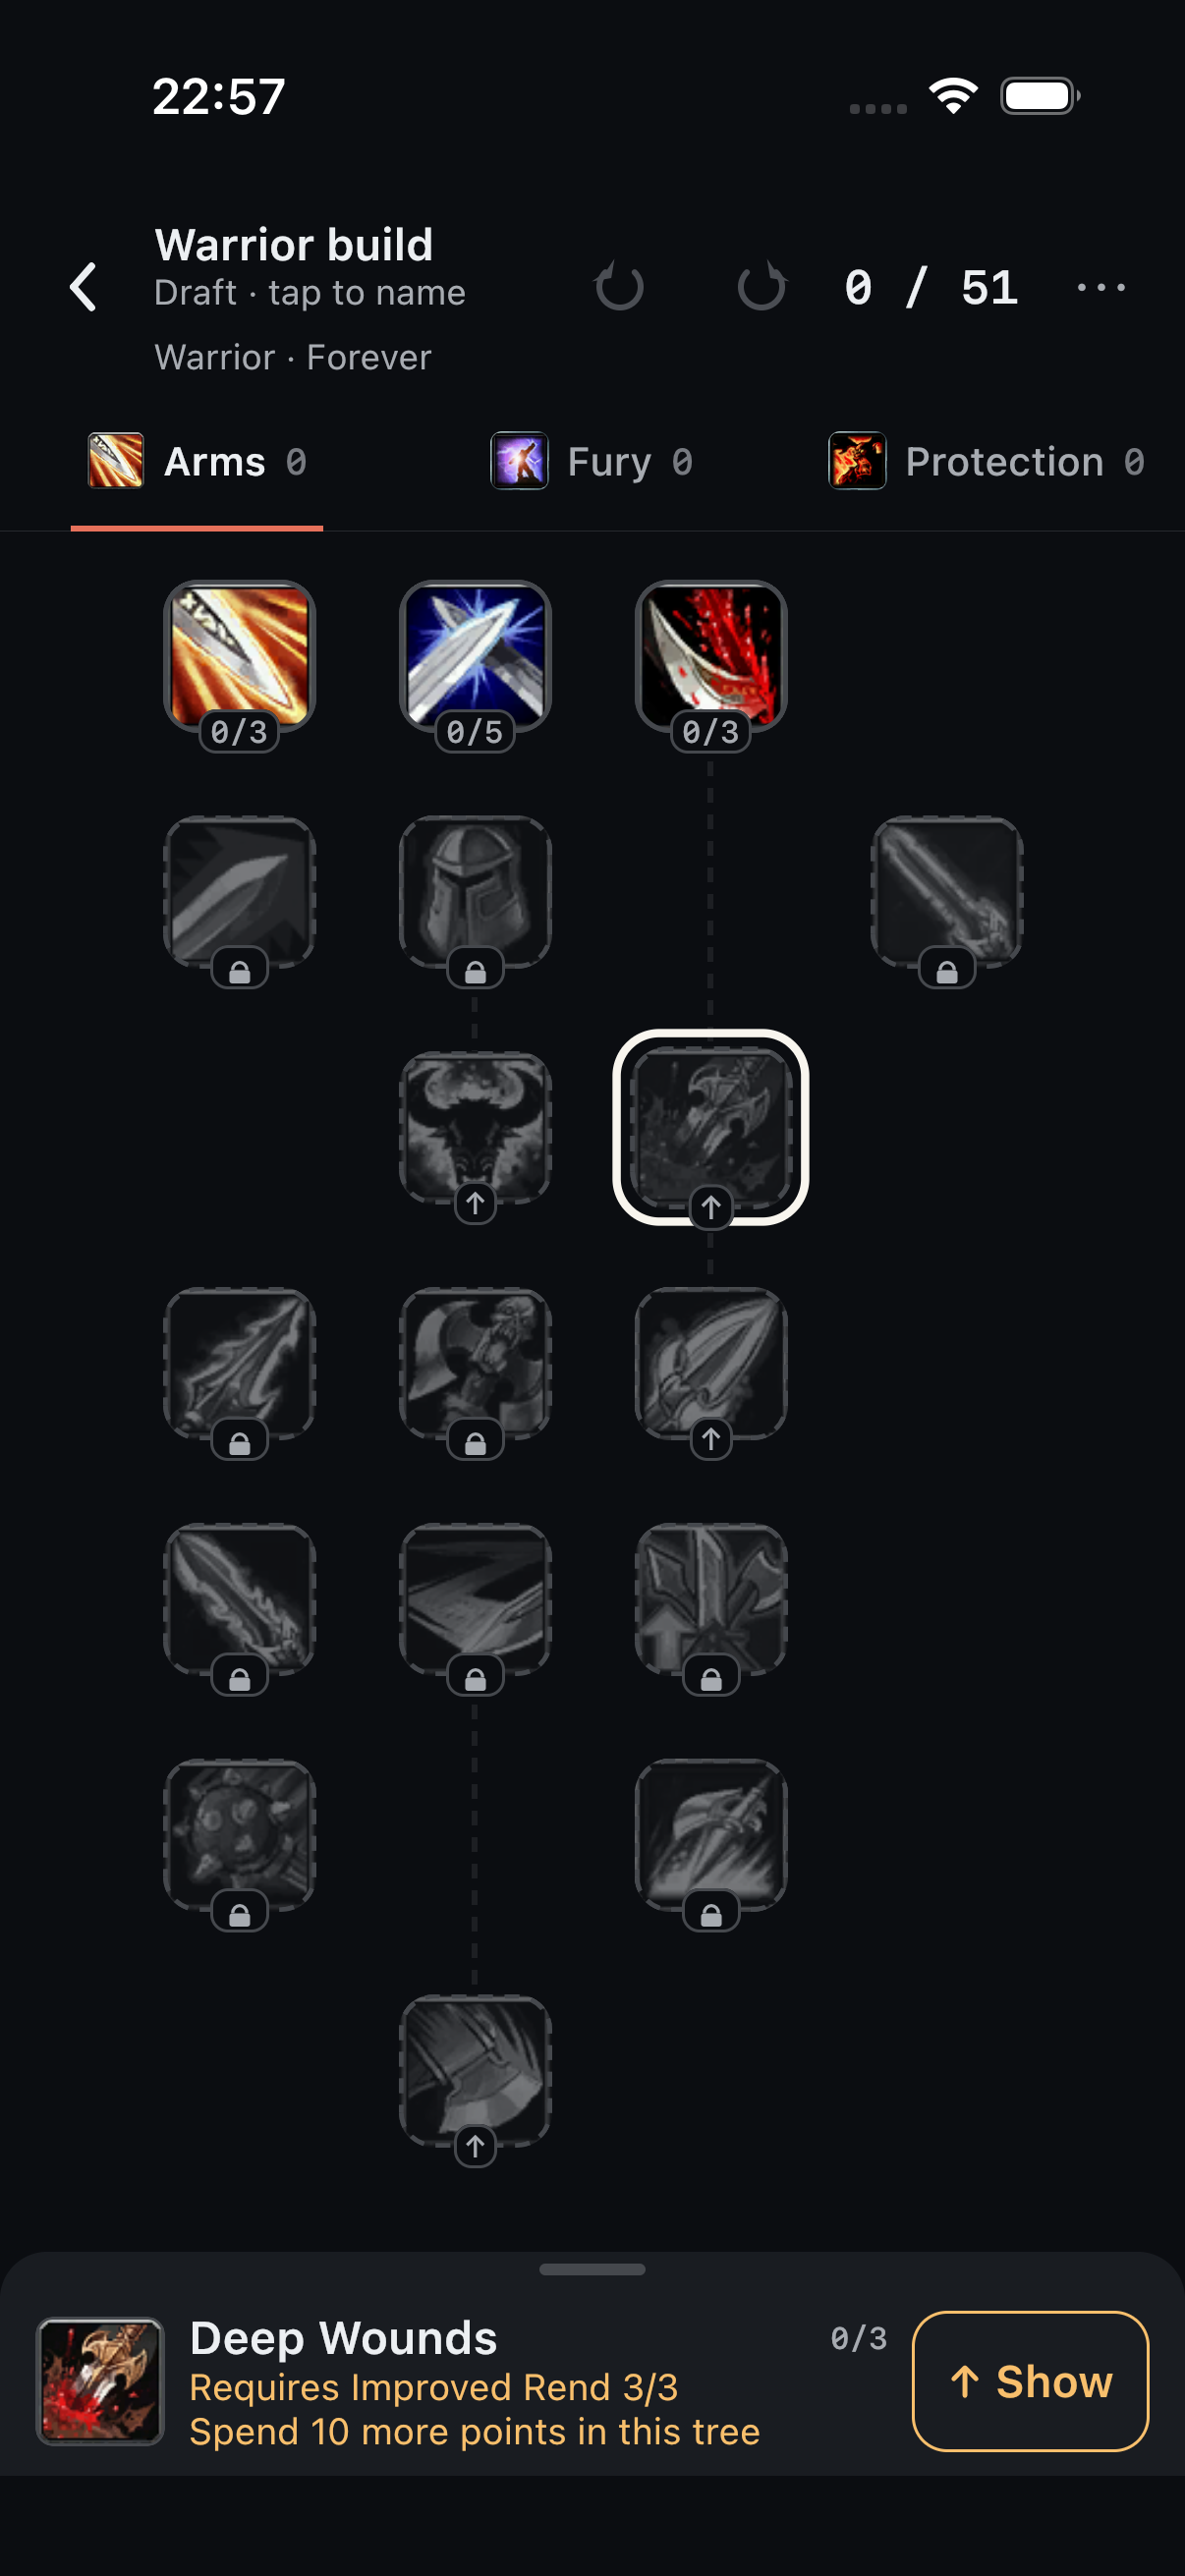 22:57
Warrior build
Draft · tap to name
0 / 51
Warrior · Forever
Arms 0
Fury 0
Protection 0
0/3
0/5
0/3
Deep Wounds
0/3
Requires Improved Rend 3/3
Spend 10 more points in this tree
↑ Show